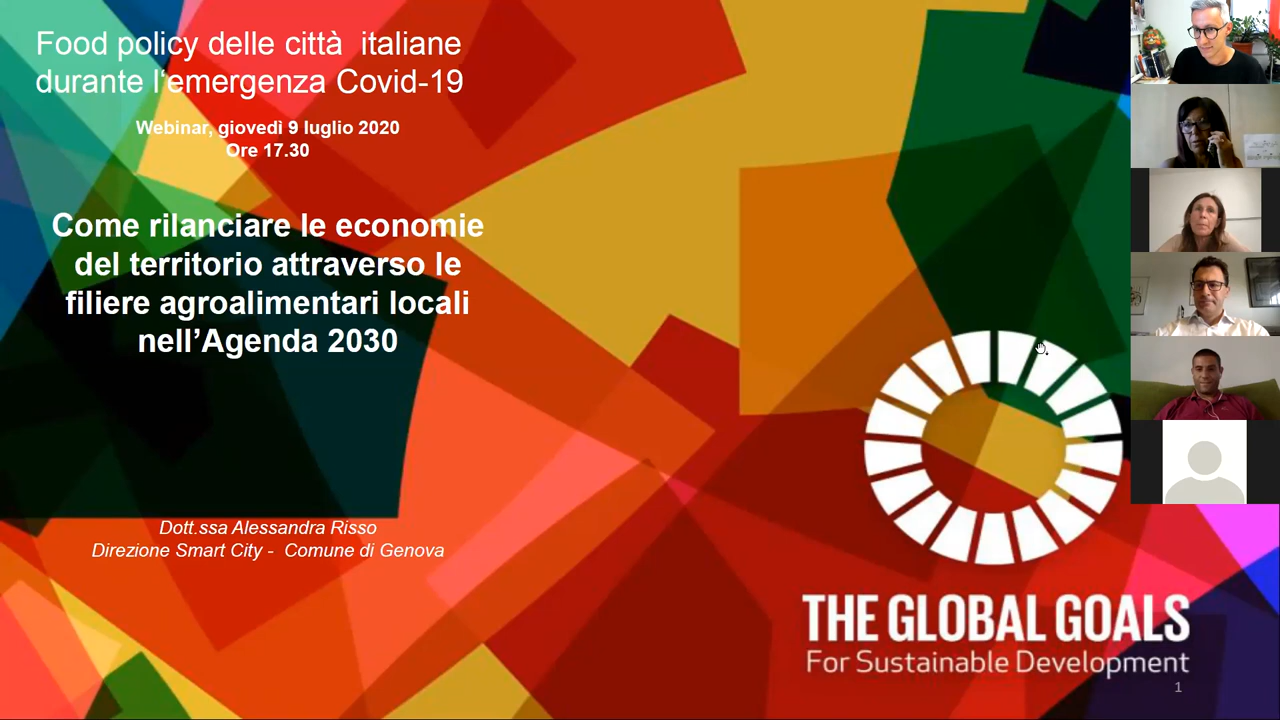 Food policy delle città  italiane
durante l‘emergenza Covid-19
Webinar, giovedì 9 luglio 2020
Ore 17.30
Come rilanciare le economie
del territorio attraverso le
filiere agroalimentari locali
nell’Agenda 2030
Dott.ssa Alessandra Risso
Direzione Smart City -  Comune di Genova
THE GLOBAL GOALS
For Sustainable Development
1